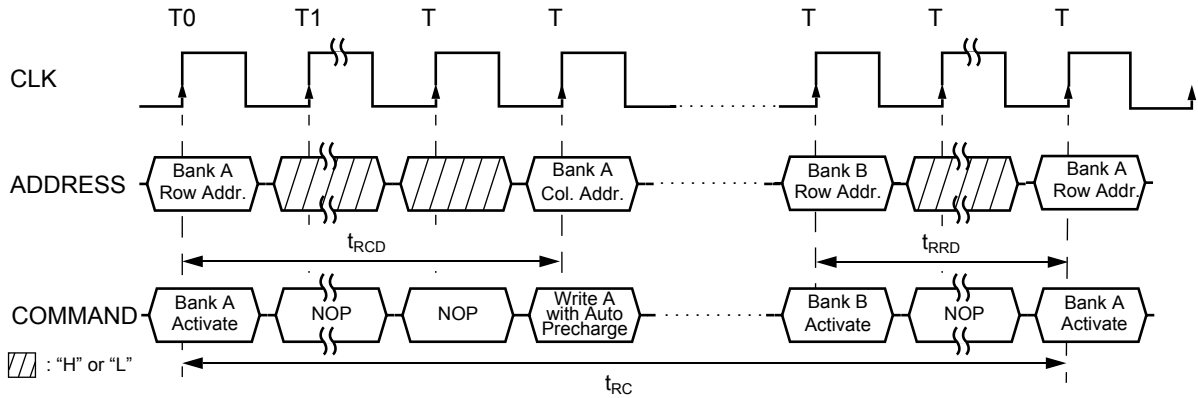 T0 T1 T T T T T
CLK
Bank A Bank A Bank B Bank A
ADDRESS Row Addr. Col. Addr. Row Addr. Row Addr.
tRCD tRRD
Bank A NOP NOP Write A Bank B NOP Bank A
COMMAND Activate with Auto Activate Activate
Precharge
: “H” or “L”
tRC